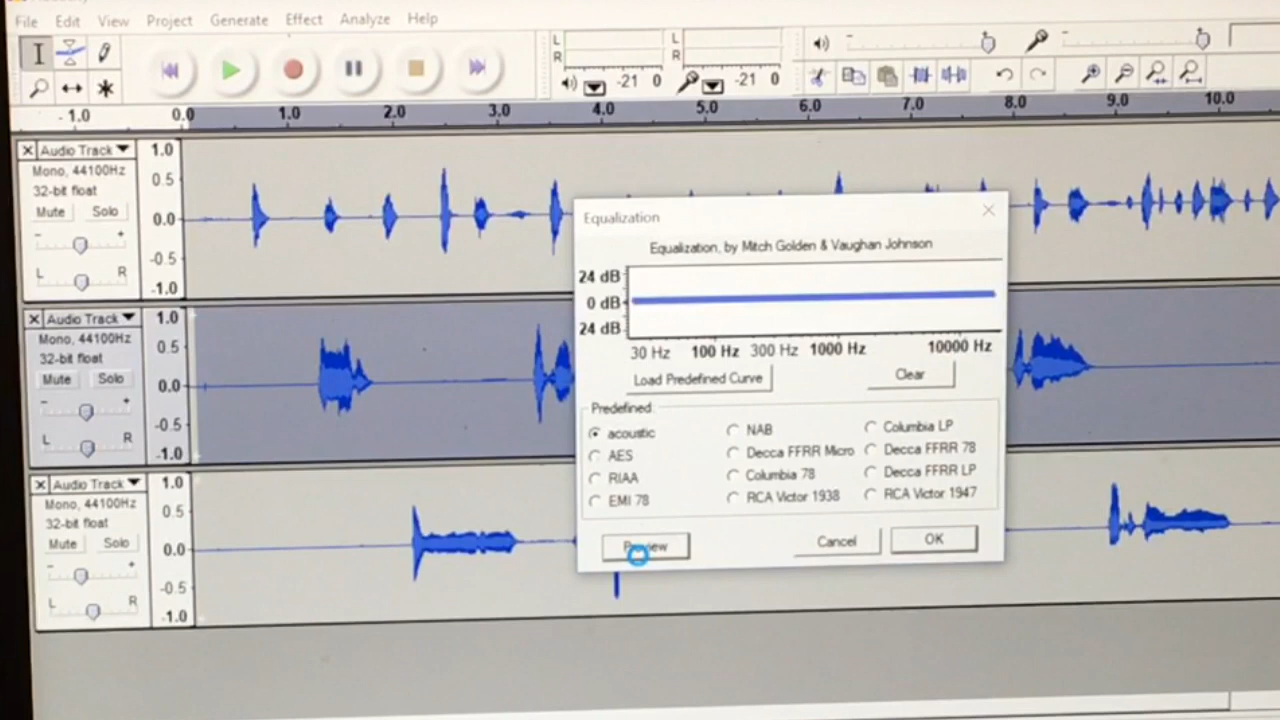 File Edit View Project Generate Effect Analyze Help
L R -21 0 L R -21 0
- 1.0 0.0 1.0 2.0 3.0 4.0 5.0 6.0 7.0 8.0 9.0 10.0
Audio Track
Mono, 44100Hz
32-bit float
Mute Solo
- +
L R
1.0
0.5
0.0
-0.5
-1.0
Audio Track
Mono, 44100Hz
32-bit float
Mute Solo
- +
L R
1.0
0.5
0.0
-0.5
-1.0
Audio Track
Mono, 44100Hz
32-bit float
Mute Solo
- +
L R
1.0
0.5
0.0
-0.5
-1.0
Equalization
Equalization, by Mitch Golden & Vaughan Johnson
24 dB
0 dB
24 dB
30 Hz 100 Hz 300 Hz 1000 Hz 10000 Hz
Load Predefined Curve Clear
Predefined
acoustic NAB Columbia LP
AES Decca FFRR Micro Decca FFRR 78
RIAA Columbia 78 Decca FFRR LP
EMI 78 RCA Victor 1938 RCA Victor 1947
Preview Cancel OK